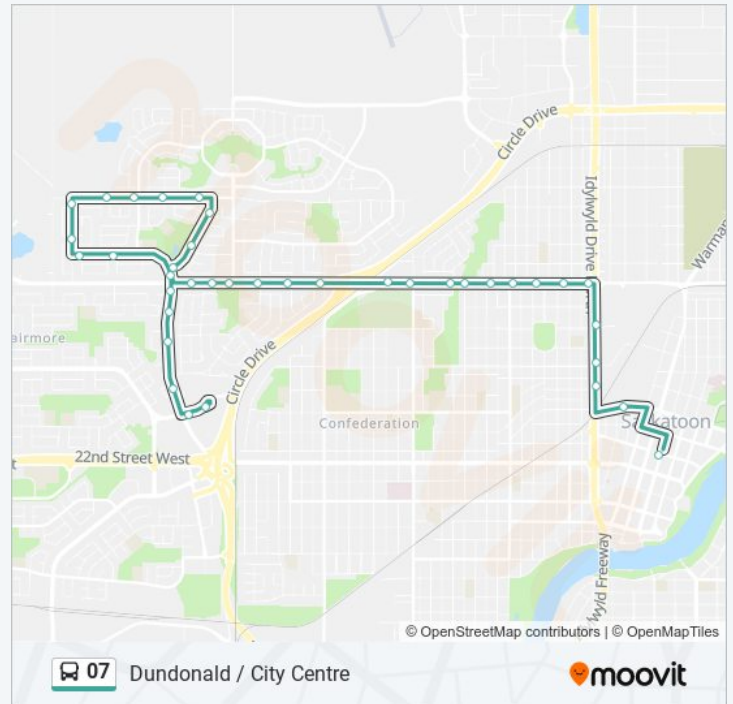 Circle Drive
Idylwyld Drive
Warman
airmore
Circle Drive
Confederation
Saskatoon
22nd Street West
t
wyld Freeway
© OpenStreetMap contributors | © OpenMapTiles
07 Dundonald / City Centre
moovit